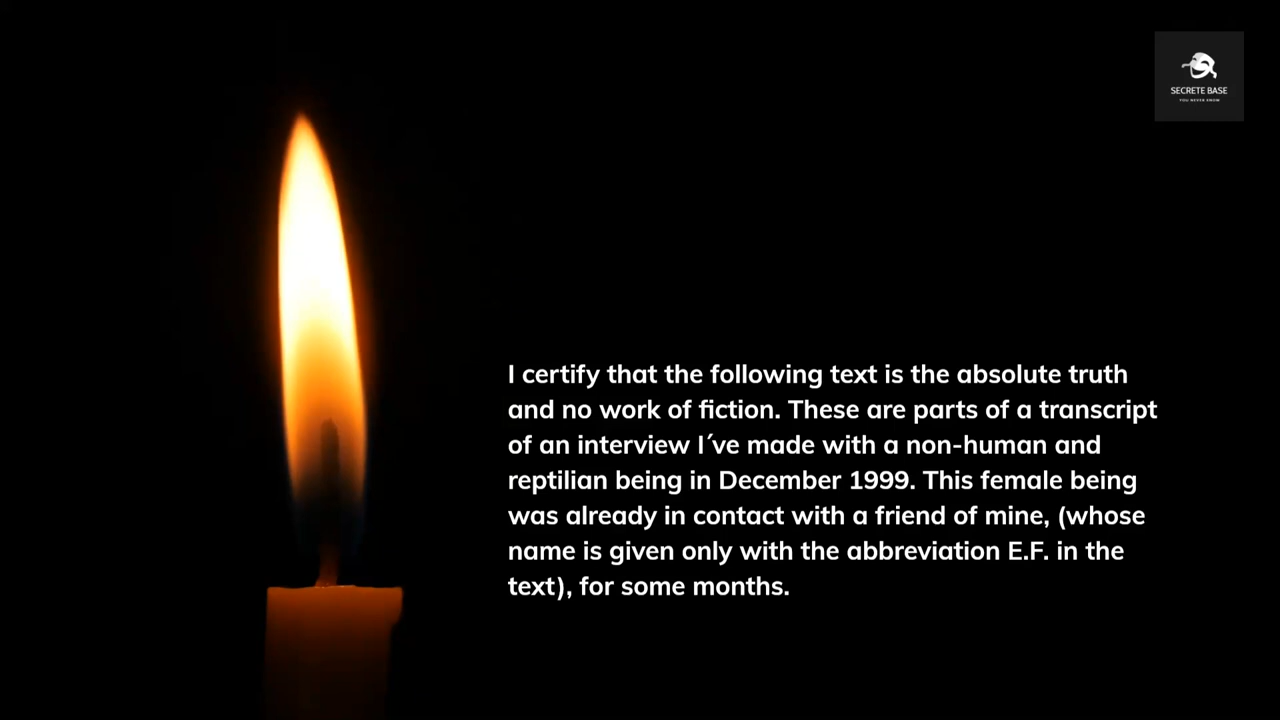 SECRETE BASE
YOU NEVER KNOW
I certify that the following text is the absolute truth
and no work of fiction. These are parts of a transcript
of an interview I´ve made with a non-human and
reptilian being in December 1999. This female being
was already in contact with a friend of mine, (whose
name is given only with the abbreviation E.F. in the
text), for some months.